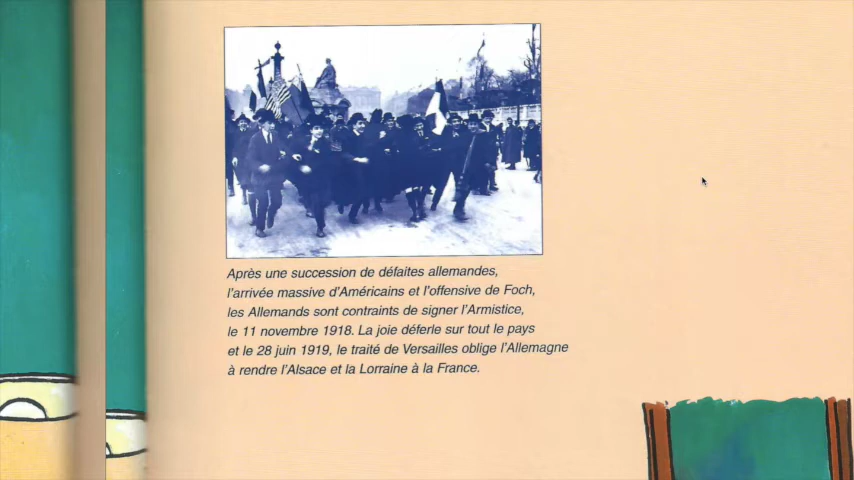 Après une succession de défaites allemandes,
l'arrivée massive d'Américains et l'offensive de Foch,
les Allemands sont contraints de signer l'Armistice,
le 11 novembre 1918. La joie déferle sur tout le pays
et le 28 juin 1919, le traité de Versailles oblige l'Allemagne
à rendre l'Alsace et la Lorraine à la France.